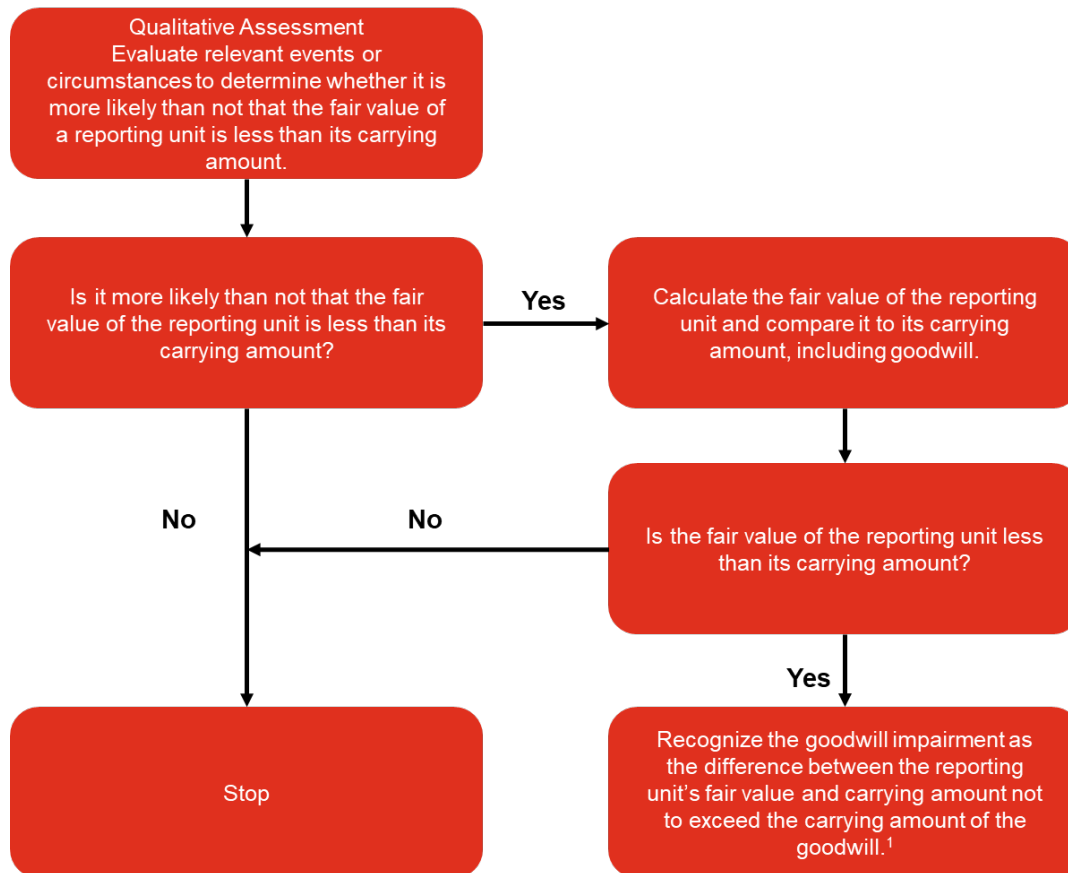 Qualitative Assessment
Evaluate relevant events or
circumstances to determine whether it is
more likely than not that the fair value of
a reporting unit is less than its carrying
amount.
Is it more likely than not that the fair
value of the reporting unit is less than its
carrying amount?
Yes
Calculate the fair value of the reporting
unit and compare it to its carrying
amount, including goodwill.
No
No
Is the fair value of the reporting unit less
than its carrying amount?
Yes
Stop
Recognize the goodwill impairment as
the difference between the reporting
unit’s fair value and carrying amount not
to exceed the carrying amount of the
goodwill.¹